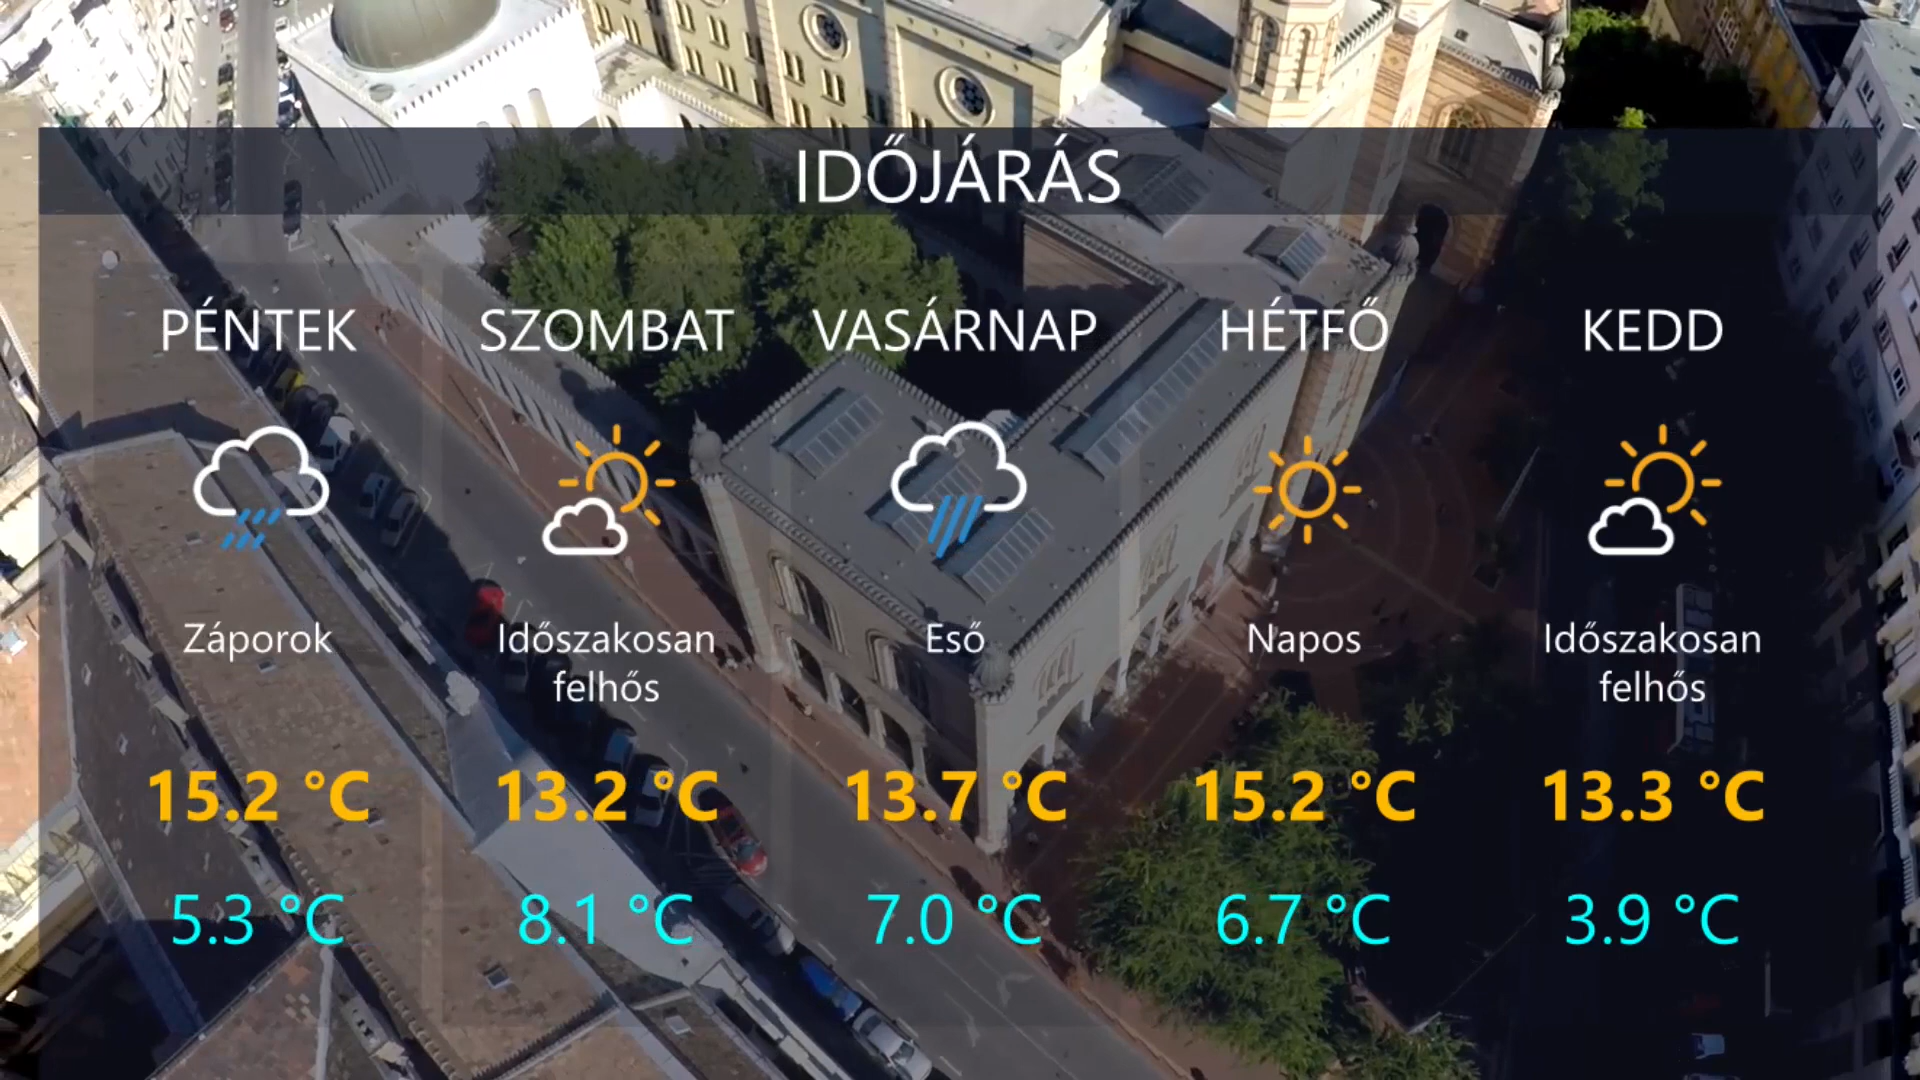 IDŐJÁRÁS
PÉNTEK
Záporok
15.2 °C
5.3 °C
SZOMBAT
Időszakosan
felhős
13.2 °C
8.1 °C
VASÁRNAP
Eső
13.7 °C
7.0 °C
HÉTFŐ
Napos
15.2 °C
6.7 °C
KEDD
Időszakosan
felhős
13.3 °C
3.9 °C